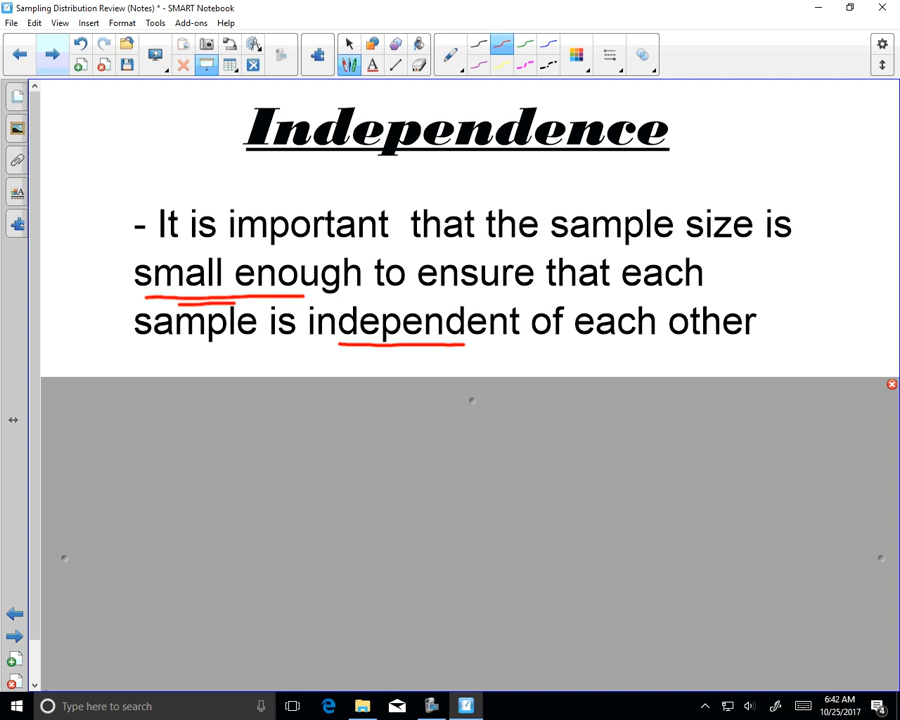 Sampling Distribution Review (Notes) * - SMART Notebook
File Edit View Insert Format Tools Add-ons Help
Independence
- It is important  that the sample size is
small enough to ensure that each
sample is independent of each other
Type here to search
6:42 AM
10/25/2017
4